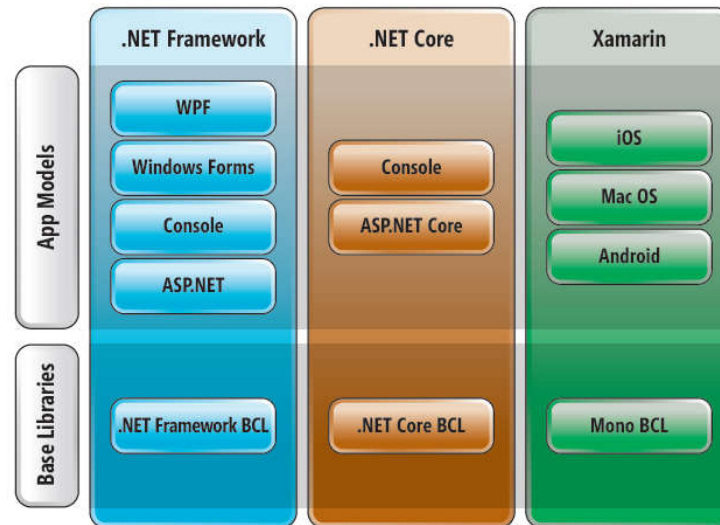 .NET Framework
.NET Core
Xamarin
App Models
WPF
Windows Forms
Console
ASP.NET
Console
ASP.NET Core
iOS
Mac OS
Android
Base Libraries
.NET Framework BCL
.NET Core BCL
Mono BCL